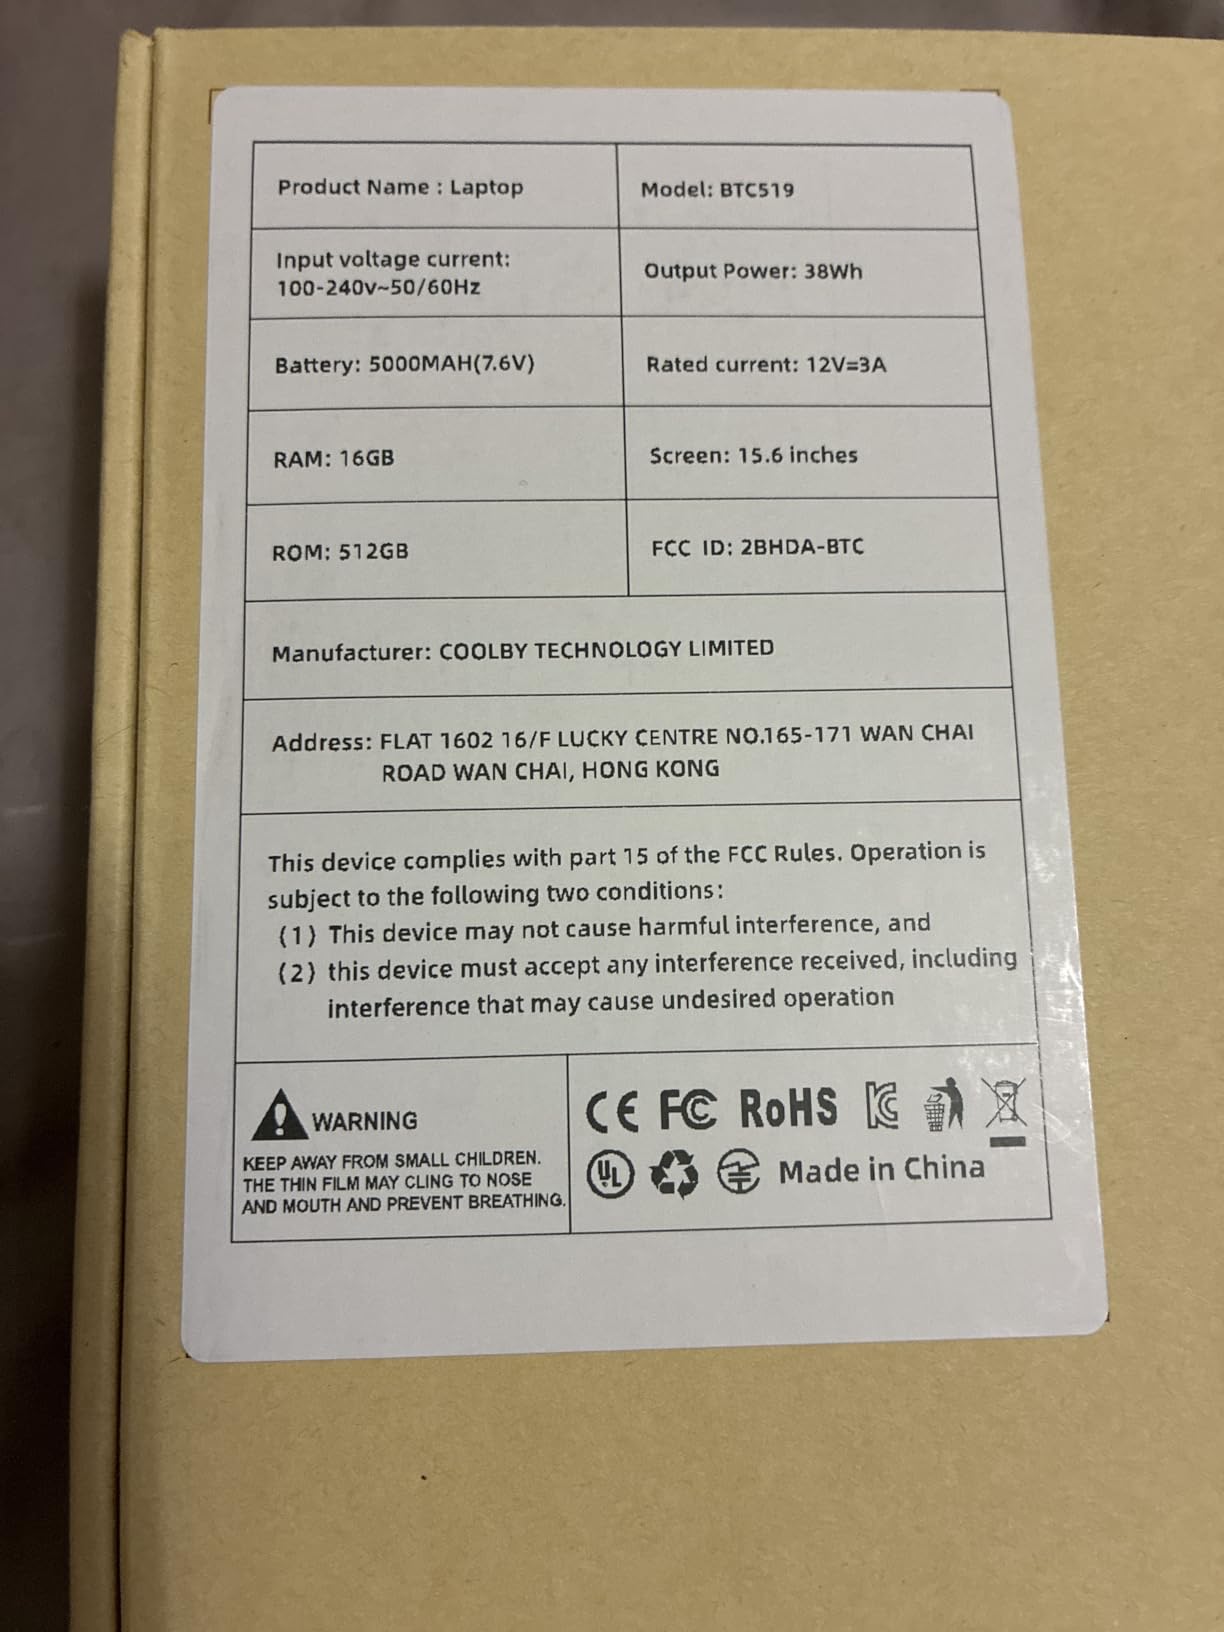 Product Name : Laptop
Model: BTC519
Input voltage current:
100-240v~50/60Hz
Output Power: 38Wh
Battery: 5000MAH(7.6V)
Rated current: 12V=3A
RAM: 16GB
Screen: 15.6 inches
ROM: 512GB
FCC ID: 2BHDA-BTC
Manufacturer: COOLBY TECHNOLOGY LIMITED
Address: FLAT 1602 16/F LUCKY CENTRE NO.165-171 WAN CHAI
ROAD WAN CHAI, HONG KONG
This device complies with part 15 of the FCC Rules. Operation is
subject to the following two conditions:
(1) This device may not cause harmful interference, and
(2) this device must accept any interference received, including
interference that may cause undesired operation
WARNING
KEEP AWAY FROM SMALL CHILDREN.
THE THIN FILM MAY CLING TO NOSE
AND MOUTH AND PREVENT BREATHING.
CE FC RoHS KC
UL Made in China